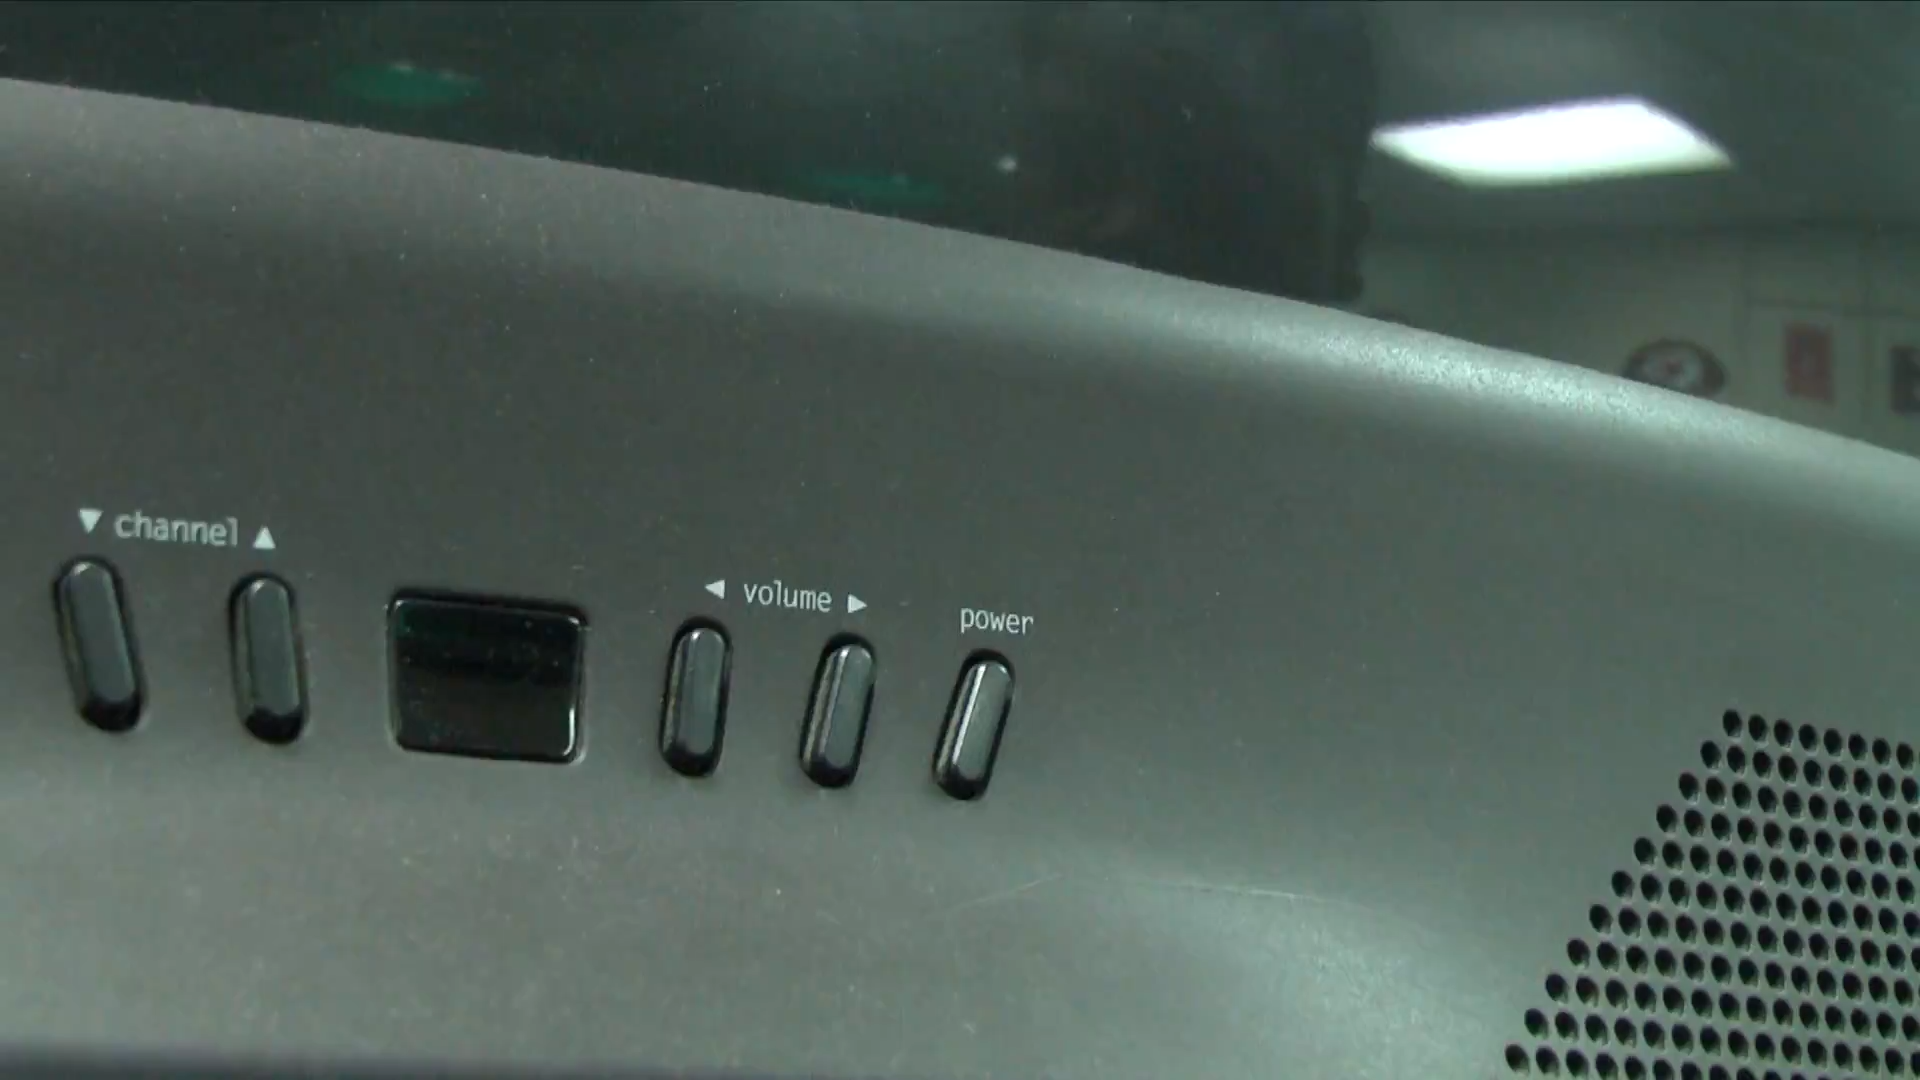 ▼ channel ▲
◀ volume ▶
power